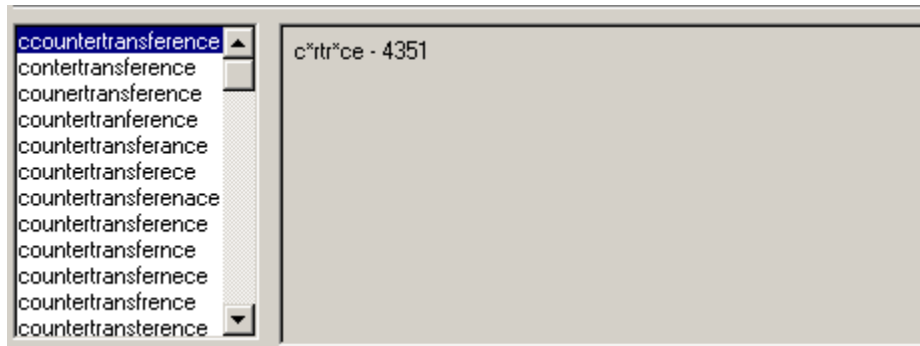 ccountertransference
contertransference
counertransference
countertranference
countertransferance
countertransferece
countertransferenace
countertransference
countertransfernce
countertransfernece
countertransfrence
countertransterence
c*rtr*ce - 4351